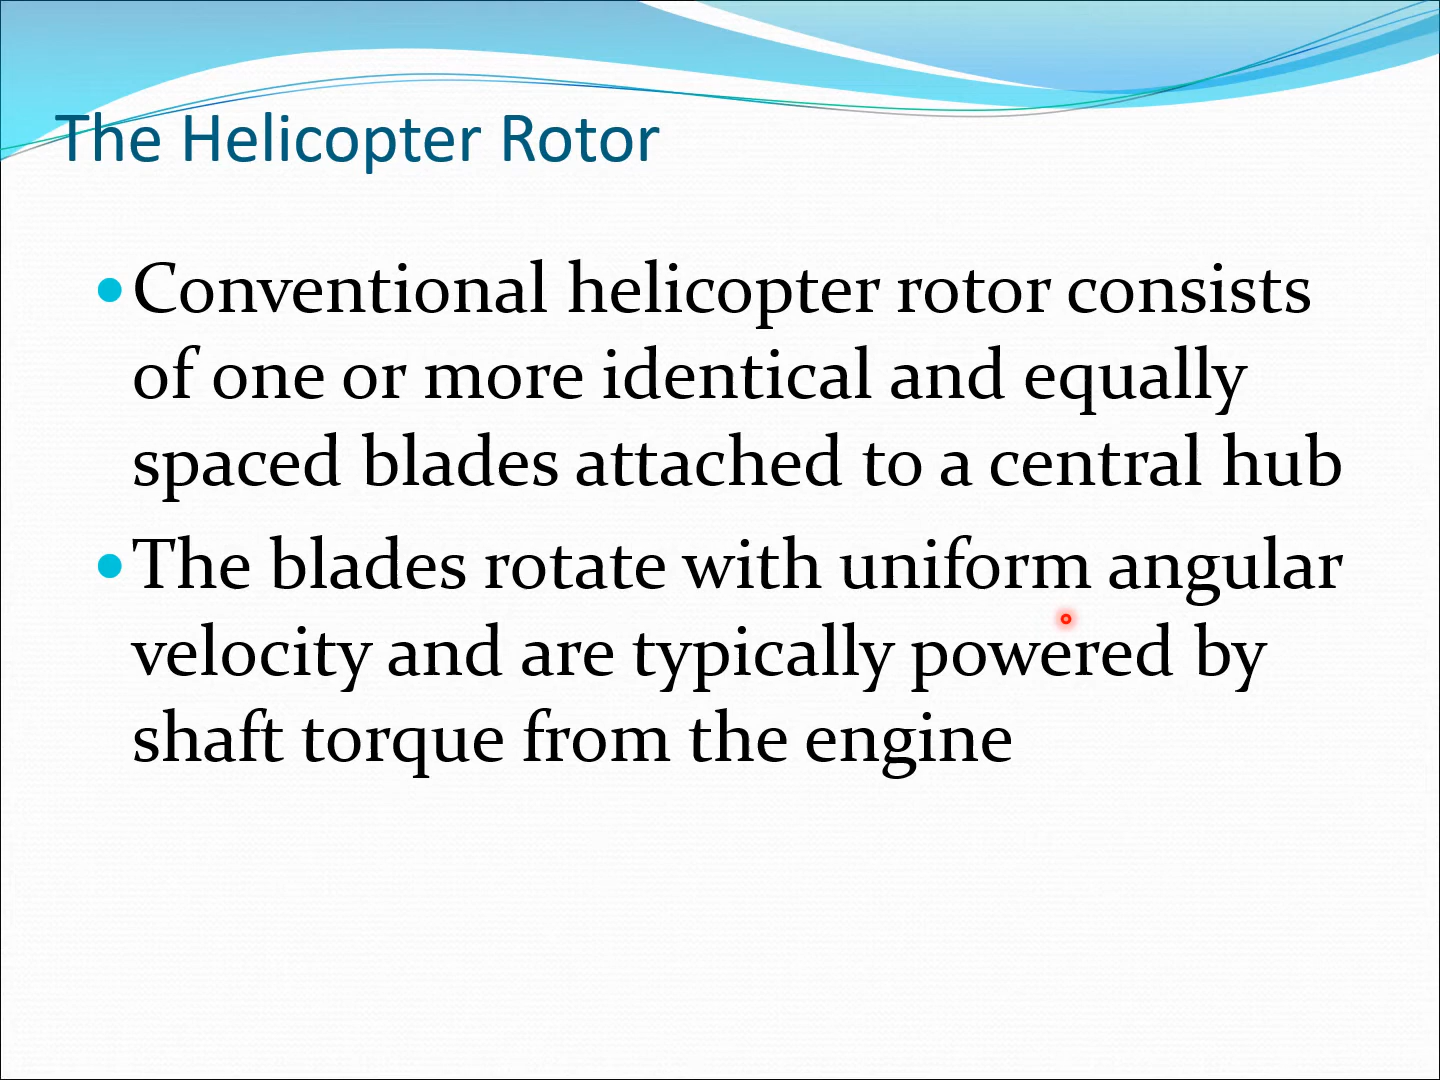 The Helicopter Rotor
•Conventional helicopter rotor consists
of one or more identical and equally
spaced blades attached to a central hub
•The blades rotate with uniform angular
velocity and are typically powered by
shaft torque from the engine